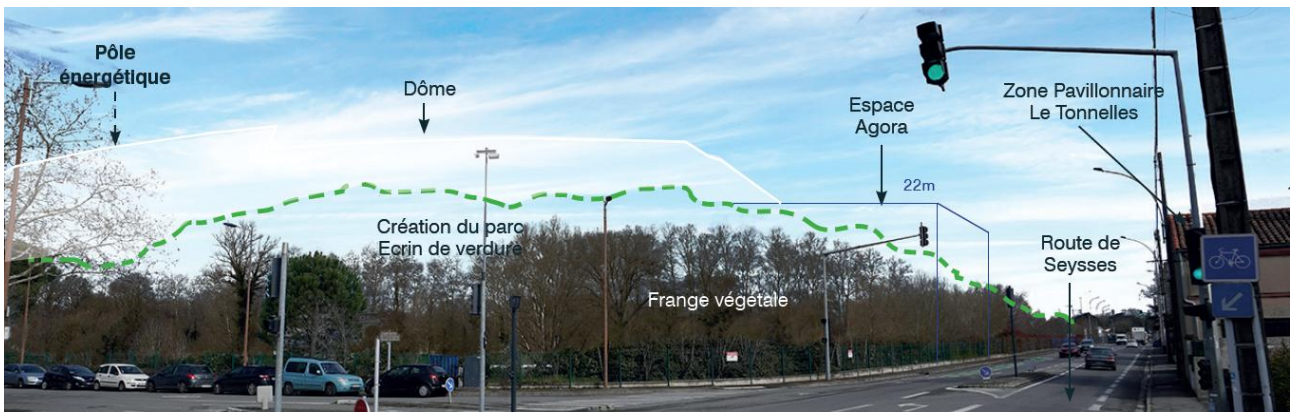 Pôle
énergétique
Dôme
Espace
Agora
Zone Pavillonnaire
Le Tonnelles
22m
Création du parc
Ecrin de verdure
Route de
Seysses
Frange végétale